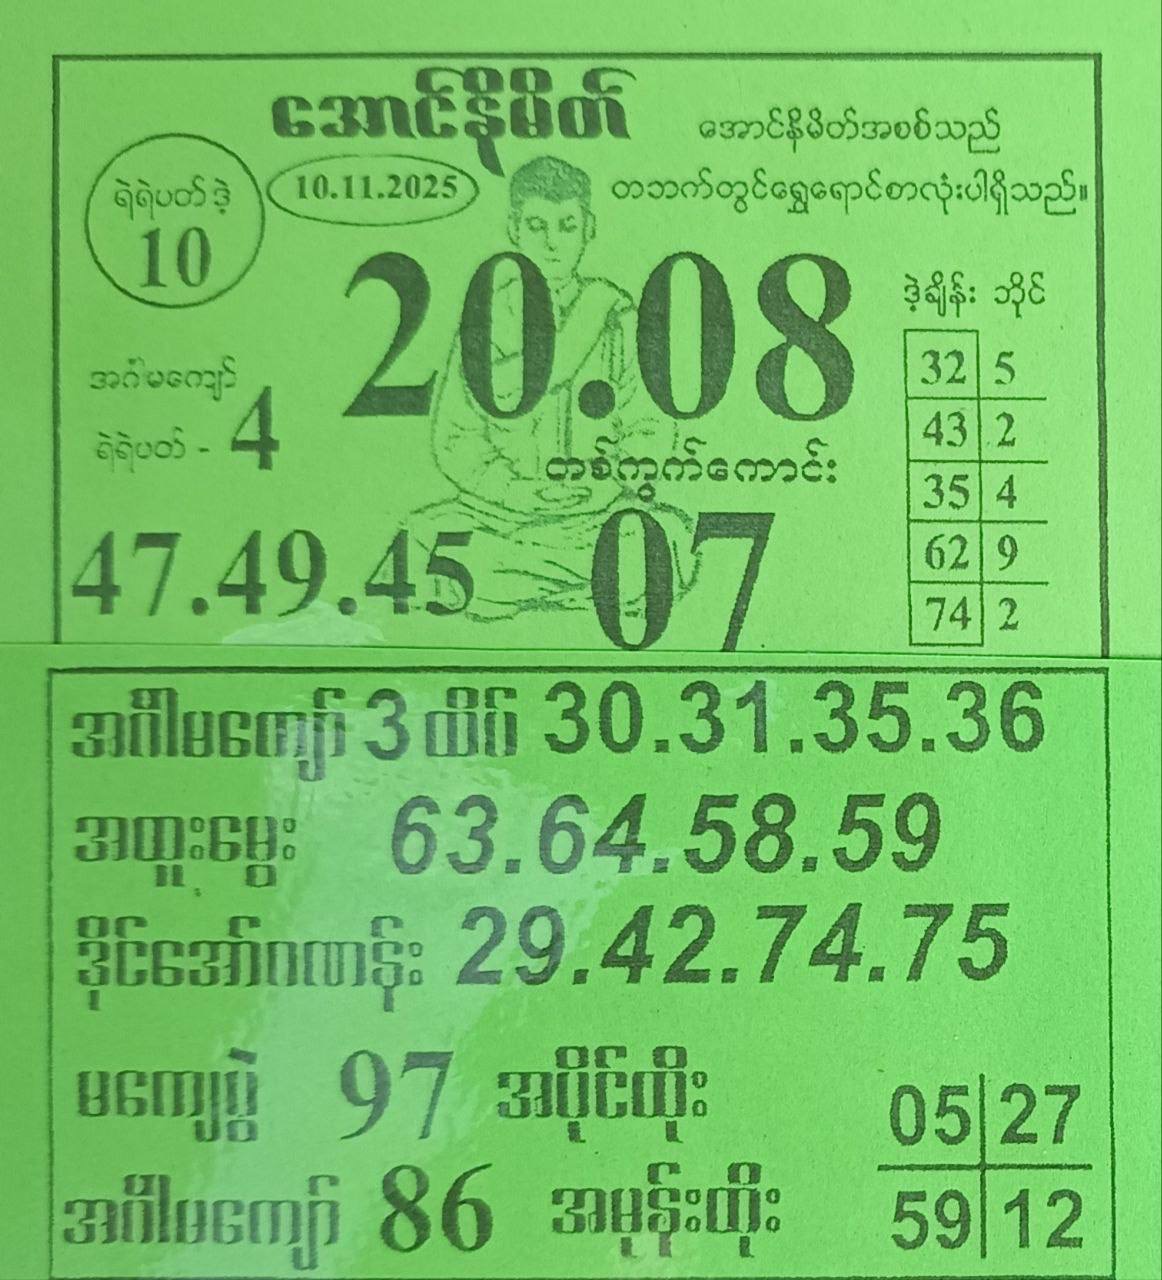 အောင်နိမိတ်
အောင်နိမိတ်အစစ်သည်
တဘက်တွင်ရွှေရောင်စာလုံးပါရှိသည်။
ရဲရဲပတ်ဒဲ့
10
10.11.2025
20.08
ဒဲ့ချိန်း ဘိုင်
32 5
43 2
35 4
62 9
74 2
အင်္ဂါမကျော်
ရဲရဲပတ် - 4
တစ်ကွက်ကောင်း
47.49.45
07
အင်္ဂါမကျော် 3 ထိပ် 30.31.35.36
အထူးမွေး 63.64.58.59
ဒိုင်အော်ဂဏန်း 29.42.74.75
မကျေပွဲ 97 အပိုင်ထိုး
အင်္ဂါမကျော် 86 အမုန်းထိုး
05 27
59 12